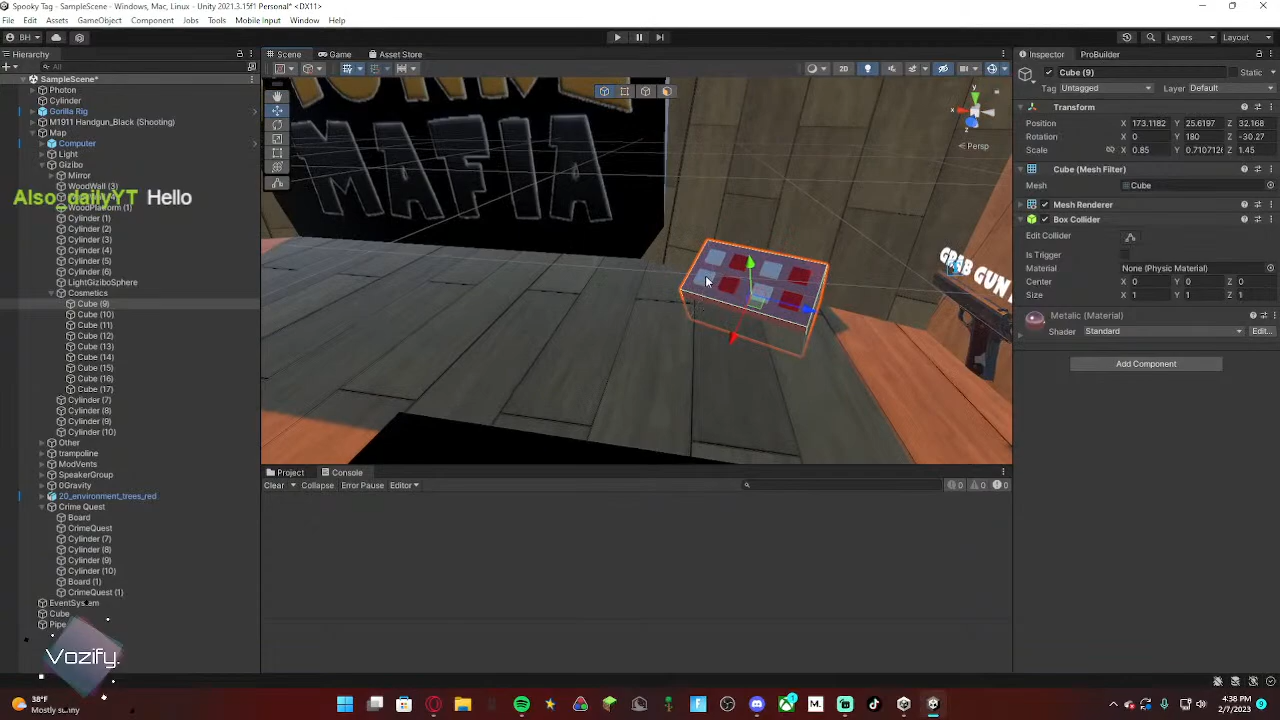 Spooky Tag - SampleScene - Windows, Mac, Linux - Unity 2021.3.15f1 Personal* <DX11>
File Edit Assets GameObject Component Jobs Tools Mobile Input Window Help
BH
Layers Layout
Hierarchy
Scene Game Asset Store
Inspector ProBuilder
All
2D
SampleScene*
Photon
Cylinder
Gorilla Rig
M1911 Handgun_Black (Shooting)
Map
Computer
Light
Gizibo
Mirror
WoodWall (3)
WoodPlatform (1)
Cylinder (1)
Cylinder (2)
Cylinder (3)
Cylinder (4)
Cylinder (5)
Cylinder (6)
LightGiziboSphere
Cosmetics
Cube (9)
Cube (10)
Cube (11)
Cube (12)
Cube (13)
Cube (14)
Cube (15)
Cube (16)
Cube (17)
Cylinder (7)
Cylinder (8)
Cylinder (9)
Cylinder (10)
Other
trampoline
ModVents
SpeakerGroup
0Gravity
20_environment_trees_red
Crime Quest
Board
CrimeQuest
Cylinder (7)
Cylinder (8)
Cylinder (9)
Cylinder (10)
Board (1)
CrimeQuest (1)
EventSystem
Cube
Pipe
Also_dailyYT Hello
Vozify.
MAFIA
GRAB GUN
y
x
z
Persp
Cube (9) Static
Tag Untagged Layer Default
Transform
Position X 173.1182 Y 25.6197 Z 32.168
Rotation X 0 Y 180 Z -30.27
Scale X 0.85 Y 0.710712 Z 1.45
Cube (Mesh Filter)
Mesh Cube
Mesh Renderer
Box Collider
Edit Collider
Is Trigger
Material None (Physic Material)
Center X 0 Y 0 Z 0
Size X 1 Y 1 Z 1
Metallic (Material)
Shader Standard Edit...
Add Component
Project Console
Clear Collapse Error Pause Editor
0 0 0
38°F
Mostly sunny
4:38 PM
2/7/2023